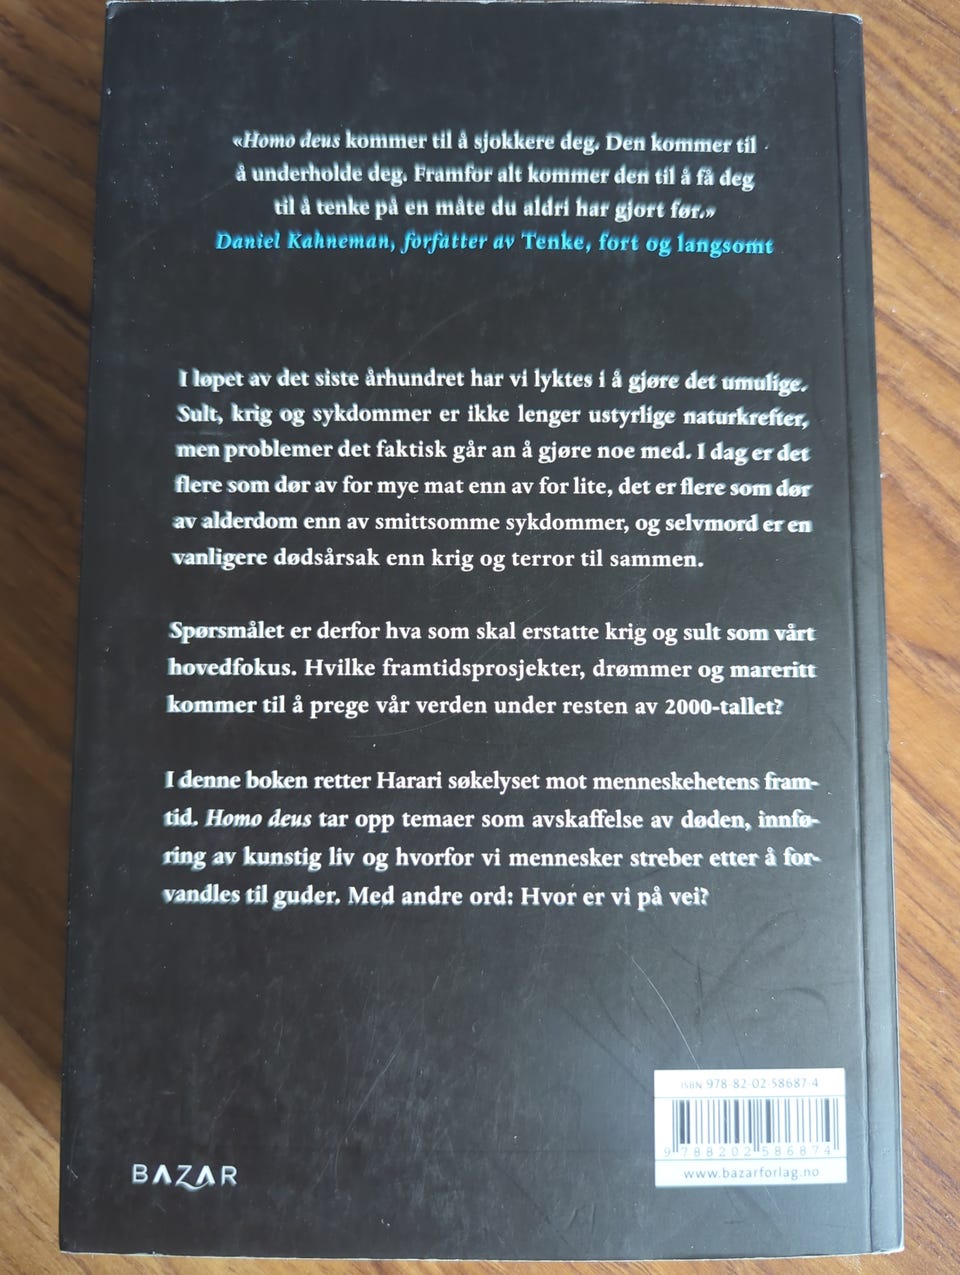 «Homo deus kommer til å sjokkere deg. Den kommer til
å underholde deg. Framfor alt kommer den til å få deg
til å tenke på en måte du aldri har gjort før.»
Daniel Kahneman, forfatter av Tenke, fort og langsomt
I løpet av det siste århundret har vi lyktes i å gjøre det umulige.
Sult, krig og sykdommer er ikke lenger ustyrlige naturkrefter,
men problemer det faktisk går an å gjøre noe med. I dag er det
flere som dør av for mye mat enn av for lite, det er flere som dør
av alderdom enn av smittsomme sykdommer, og selvmord er en
vanligere dødsårsak enn krig og terror til sammen.
Spørsmålet er derfor hva som skal erstatte krig og sult som vårt
hovedfokus. Hvilke framtidsprosjekter, drømmer og mareritt
kommer til å prege vår verden under resten av 2000-tallet?
I denne boken retter Harari søkelyset mot menneskehetens fram-
tid. Homo deus tar opp temaer som avskaffelse av døden, innfø-
ring av kunstig liv og hvorfor vi mennesker streber etter å for-
vandles til guder. Med andre ord: Hvor er vi på vei?
ISBN 978-82-02-58687-4
9 788202 586874
www.bazarforlag.no
BAZAR